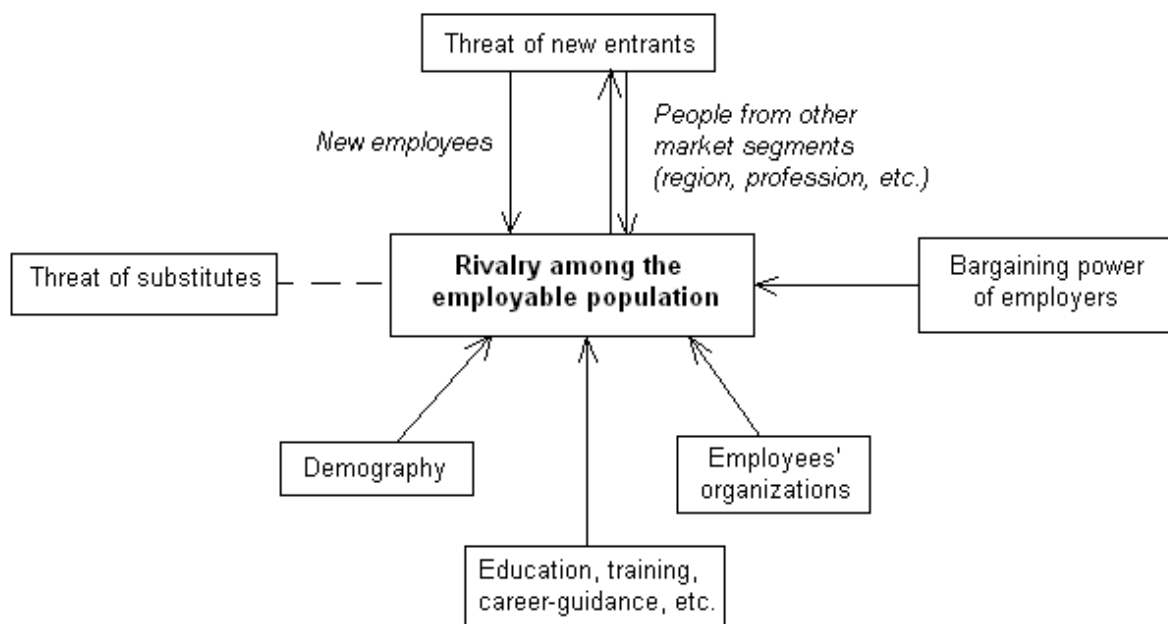 Threat of new entrants
New employees
People from other
market segments
(region, profession, etc.)
Threat of substitutes
Rivalry among the
employable population
Bargaining power
of employers
Demography
Employees'
organizations
Education, training,
career-guidance, etc.